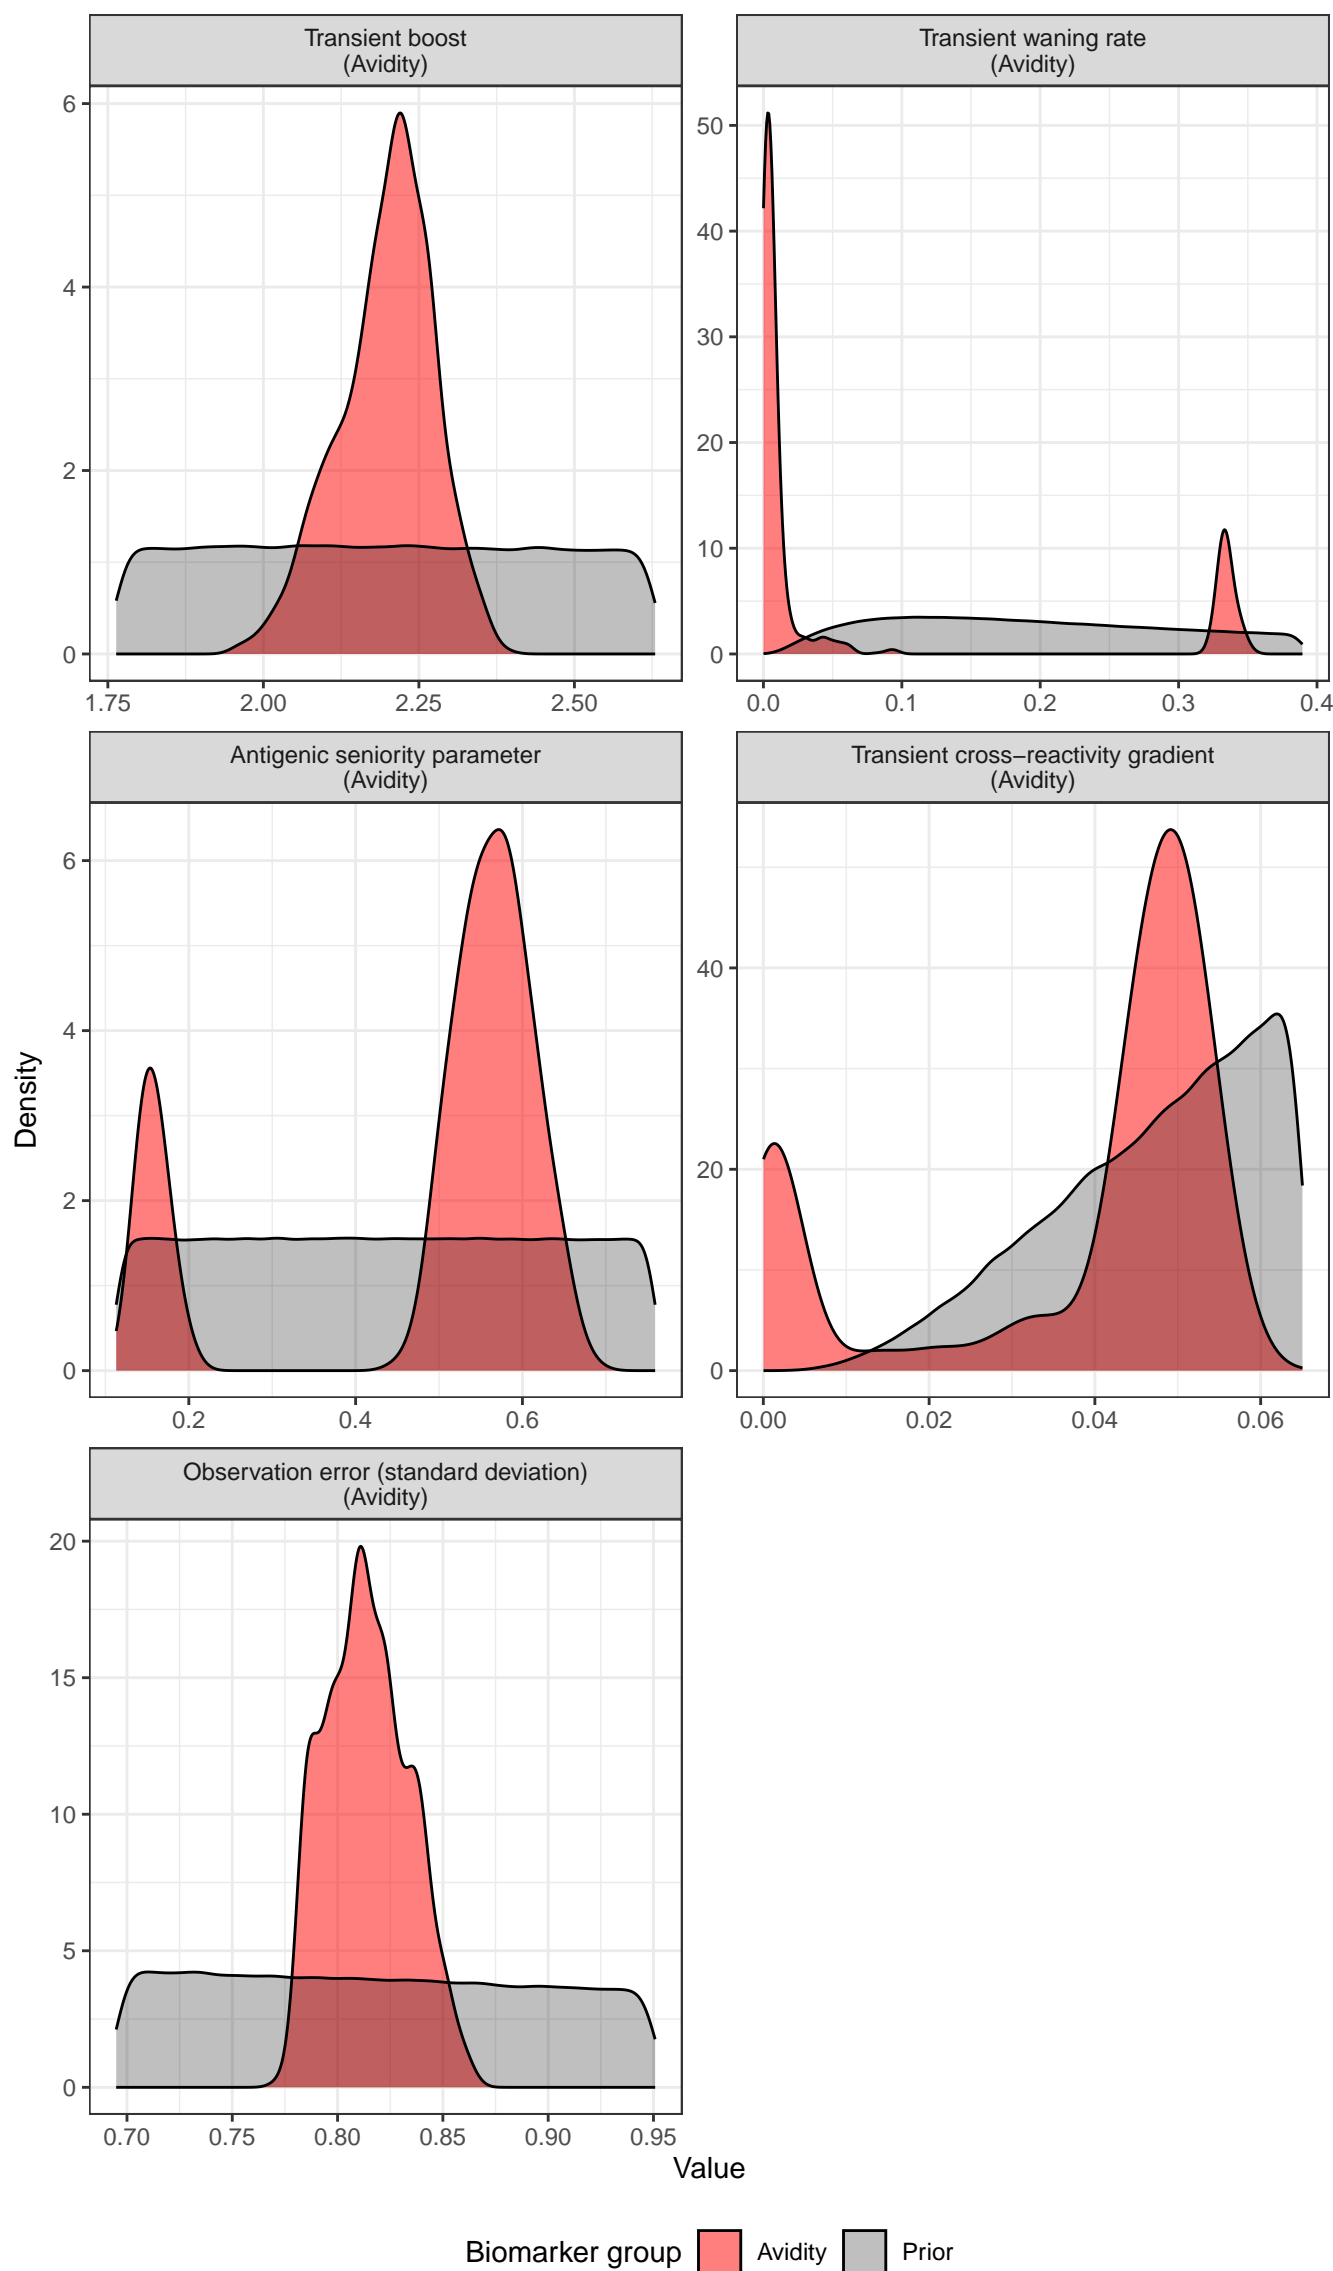 Transient boost
(Avidity)
Transient waning rate
(Avidity)
6
4
2
0
1.75 2.00 2.25 2.50
50
40
30
20
10
0
0.0 0.1 0.2 0.3 0.4
Antigenic seniority parameter
(Avidity)
Transient cross−reactivity gradient
(Avidity)
6
4
2
0
0.2 0.4 0.6
40
20
0
0.00 0.02 0.04 0.06
Density
Observation error (standard deviation)
(Avidity)
20
15
10
5
0
0.70 0.75 0.80 0.85 0.90 0.95
Value
Biomarker group Avidity Prior